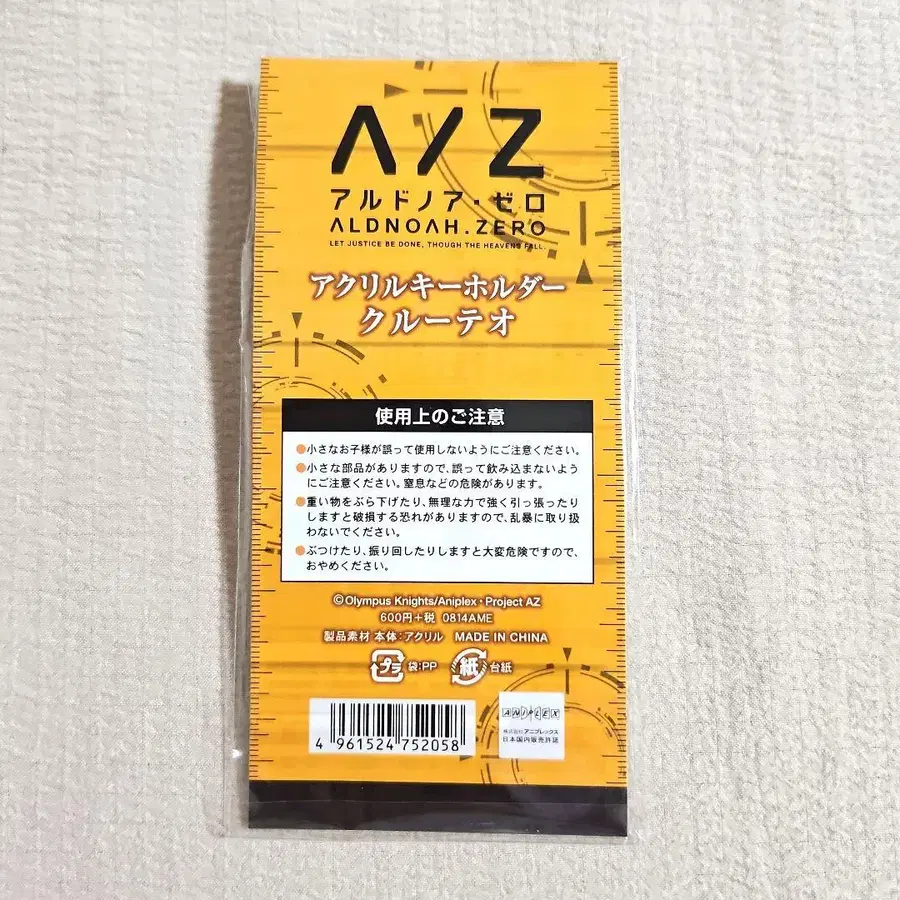 A/Z
アルドノア・ゼロ
ALDNOAH.ZERO
LET JUSTICE BE DONE, THOUGH THE HEAVENS FALL.
アクリルキーホルダー
クルーテオ
使用上のご注意
●小さなお子様が誤って使用しないようにご注意ください。
●小さな部品がありますので、誤って飲み込まないよう
にご注意ください。窒息などの危険があります。
●重い物をぶら下げたり、無理な力で強く引っ張ったり
しますと破損する恐れがありますので、乱暴に取り扱
わないでください。
●ぶつけたり、振り回したりしますと大変危険ですので、
おやめください。
©Olympus Knights/Aniplex・Project AZ
600円+税 0814AME
製品素材 本体：アクリル MADE IN CHINA
プラ 袋：PP 紙 台紙
4 961524 752058
ANIPLEX
株式会社アニプレックス
日本国内販売許諾